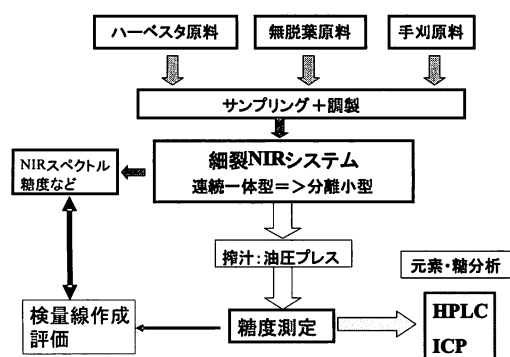 ハーベスタ原料
無脱葉原料
手刈原料
サンプリング＋調製
細裂NIRシステム
連続一体型＝＞分離小型
NIRスペクトル
糖度など
搾汁：油圧プレス
元素・糖分析
検量線作成
評価
糖度測定
HPLC
ICP